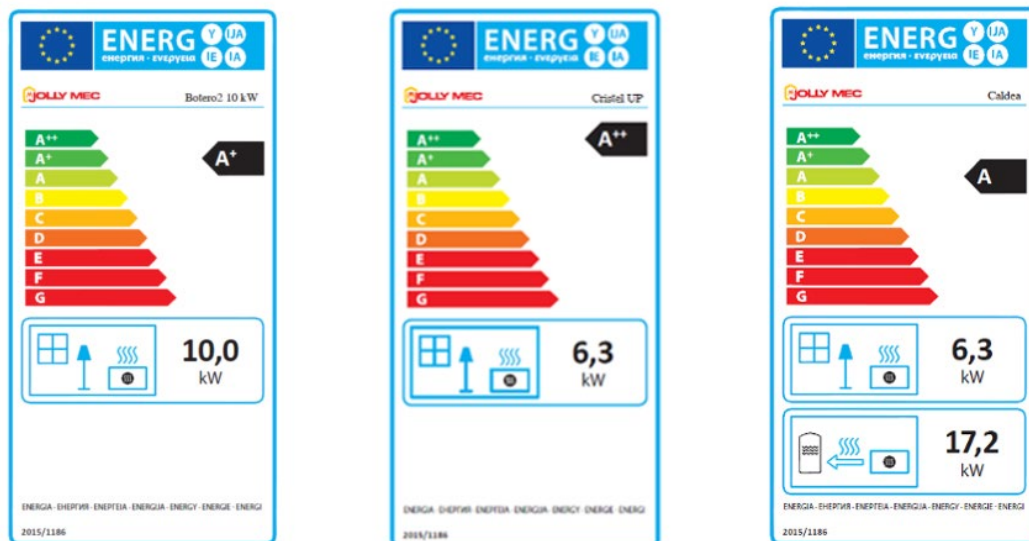 ENERG Y IJA
IE IA
енергия · ενεργεια
JOLLY MEC Botero2 10 kW
A++
A+
A
B
C
D
E
F
G
A+
10,0
kW
ENERGIA - ЕНЕРГИЯ - ΕΝΕΡΓΕΙΑ - ENERGIJA - ENERGY - ENERGIE - ENERGI
2015/1186
ENERG Y IJA
IE IA
енергия · ενεργεια
JOLLY MEC Cristel UP
A++
A+
A
B
C
D
E
F
G
A++
6,3
kW
ENERGIA - ЕНЕРГИЯ - ΕΝΕΡΓΕΙΑ - ENERGIJA - ENERGY - ENERGIE - ENERGI
2015/1186
ENERG Y IJA
IE IA
енергия · ενεργεια
JOLLY MEC Caldea
A++
A+
A
B
C
D
E
F
G
A
6,3
kW
17,2
kW
ENERGIA - ЕНЕРГИЯ - ΕΝΕΡΓΕΙΑ - ENERGIJA - ENERGY - ENERGIE - ENERGI
2015/1186